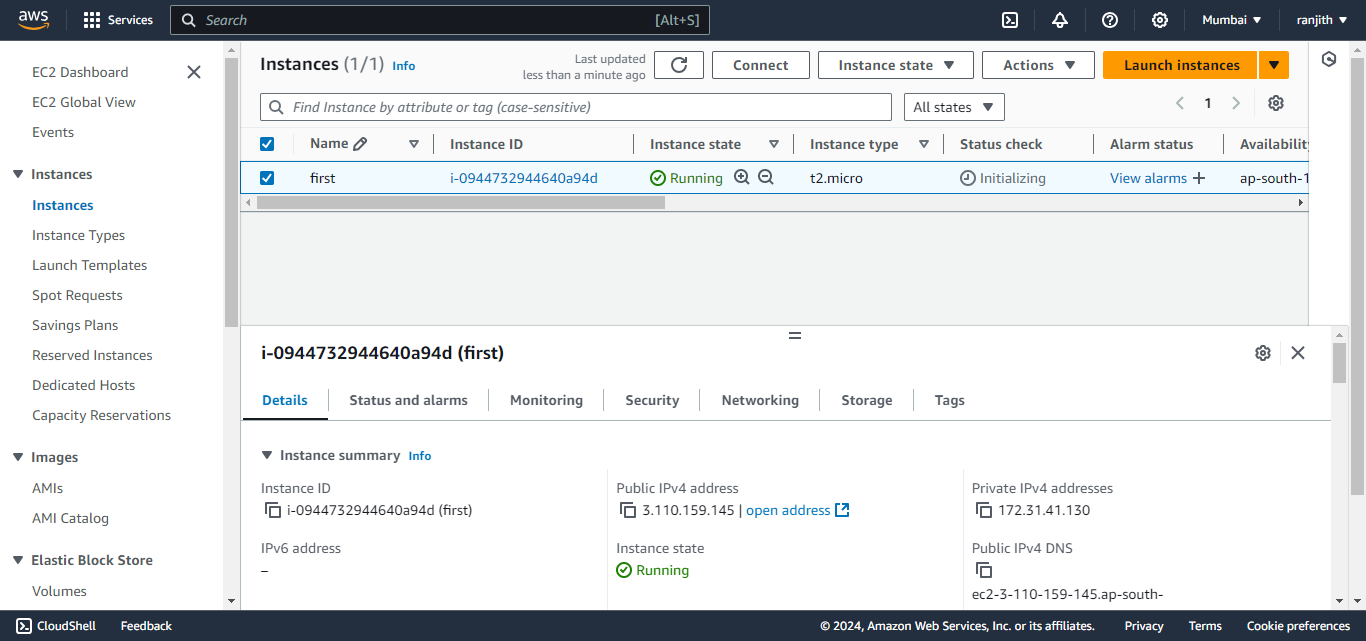 aws
Services
Search [Alt+S]
Mumbai
ranjith
EC2 Dashboard
EC2 Global View
Events
Instances
Instances
Instance Types
Launch Templates
Spot Requests
Savings Plans
Reserved Instances
Dedicated Hosts
Capacity Reservations
Images
AMIs
AMI Catalog
Elastic Block Store
Volumes
Instances (1/1) Info
Last updated
less than a minute ago
Connect
Instance state
Actions
Launch instances
Find Instance by attribute or tag (case-sensitive)
All states
1
Name Instance ID Instance state Instance type Status check Alarm status Availability
first i-0944732944640a94d Running t2.micro Initializing View alarms + ap-south-1
i-0944732944640a94d (first)
Details Status and alarms Monitoring Security Networking Storage Tags
Instance summary Info
Instance ID
i-0944732944640a94d (first)
Public IPv4 address
3.110.159.145 | open address
Private IPv4 addresses
172.31.41.130
IPv6 address
–
Instance state
Running
Public IPv4 DNS
ec2-3-110-159-145.ap-south-
CloudShell Feedback
© 2024, Amazon Web Services, Inc. or its affiliates. Privacy Terms Cookie preferences